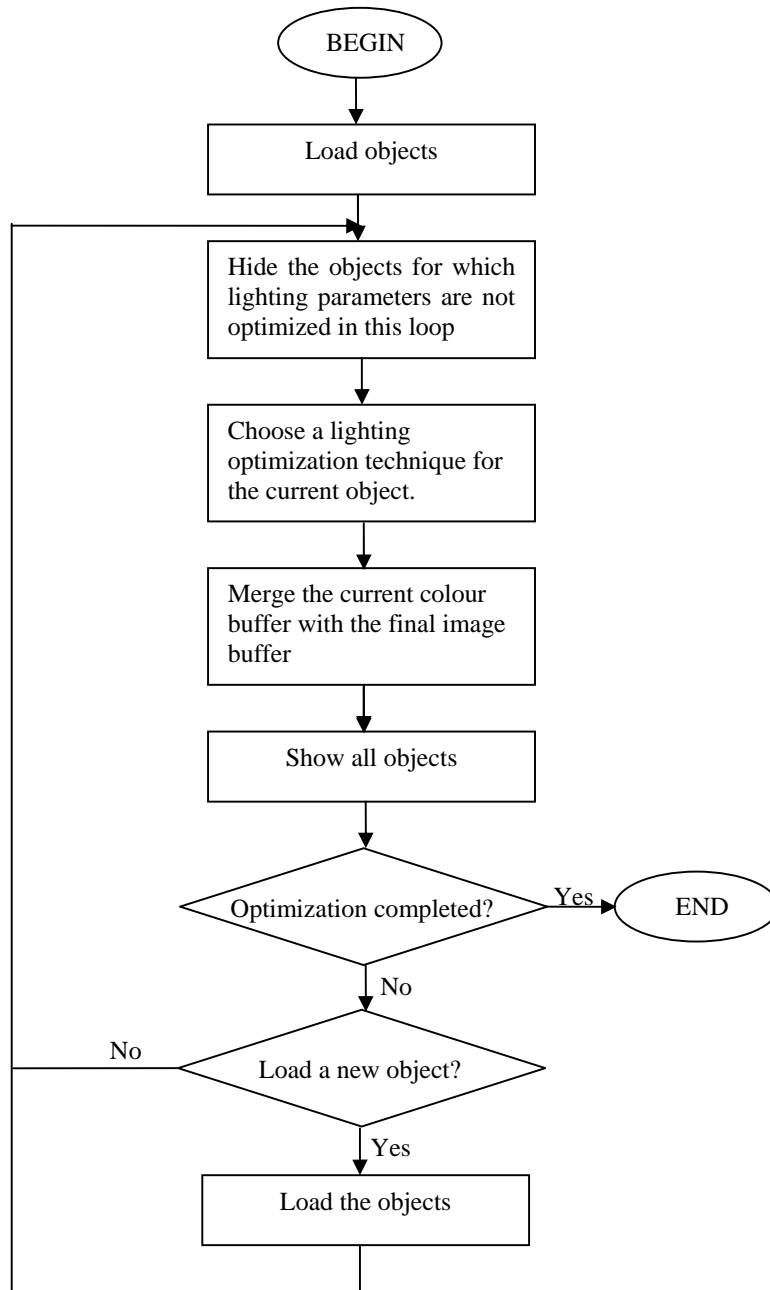 BEGIN
Load objects
Hide the objects for which
lighting parameters are not
optimized in this loop
Choose a lighting
optimization technique for
the current object.
Merge the current colour
buffer with the final image
buffer
Show all objects
Optimization completed?
Yes
END
No
No
Load a new object?
Yes
Load the objects